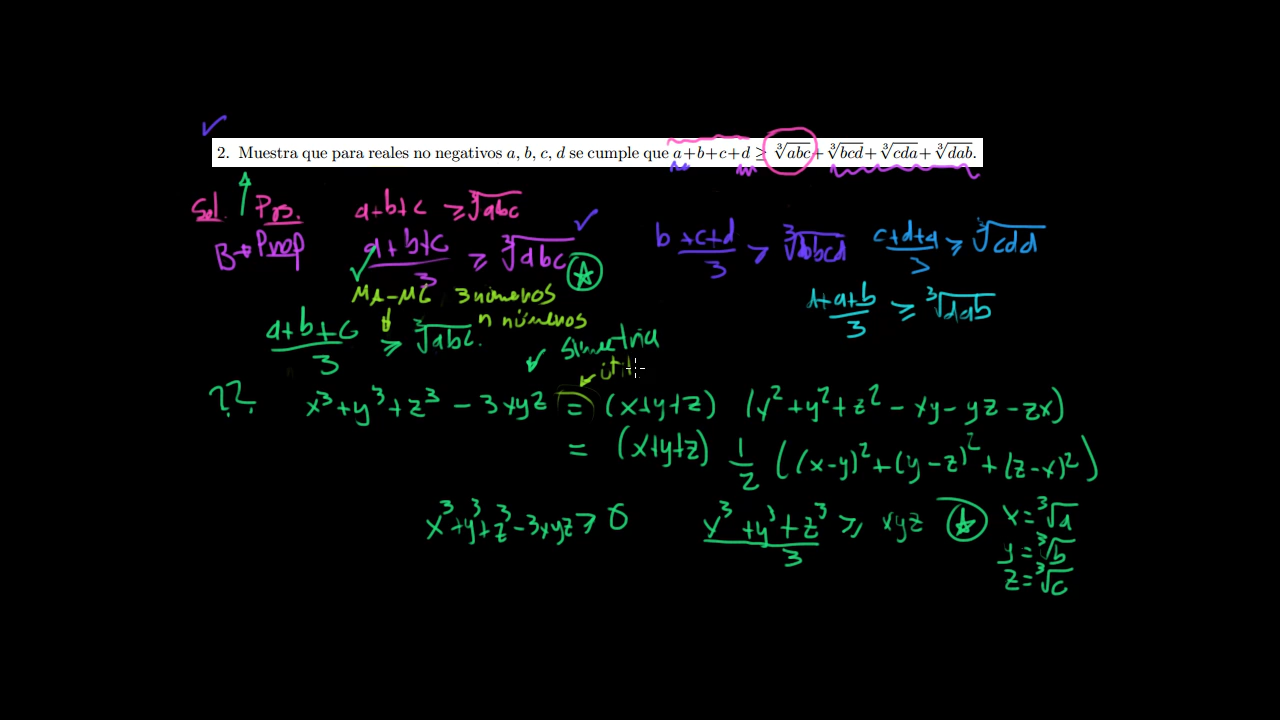 2. Muestra que para reales no negativos a, b, c, d se cumple que a+b+c+d ≥ ∛abc + ∛bcd + ∛cda + ∛dab.
Sol. Prs. a+b+c ≥ ∛abc
B → Prop (a+b+c)/3 ≥ ∛abc
(b+c+d)/3 ≥ ∛bcd (c+d+a)/3 ≥ ∛cda
MA-MG 3 números
n números
(d+a+b)/3 ≥ ∛dab
(a+b+c)/3 ≥ ∛abc.
Simetría
útil
?? x³+y³+z³ - 3xyz = (x+y+z) (x²+y²+z² - xy - yz - zx)
= (x+y+z) 1/2 ((x-y)²+(y-z)²+(z-x)²)
x³+y³+z³-3xyz ≥ 0 (x³+y³+z³)/3 ≥ xyz
x=∛a
y=∛b
z=∛c